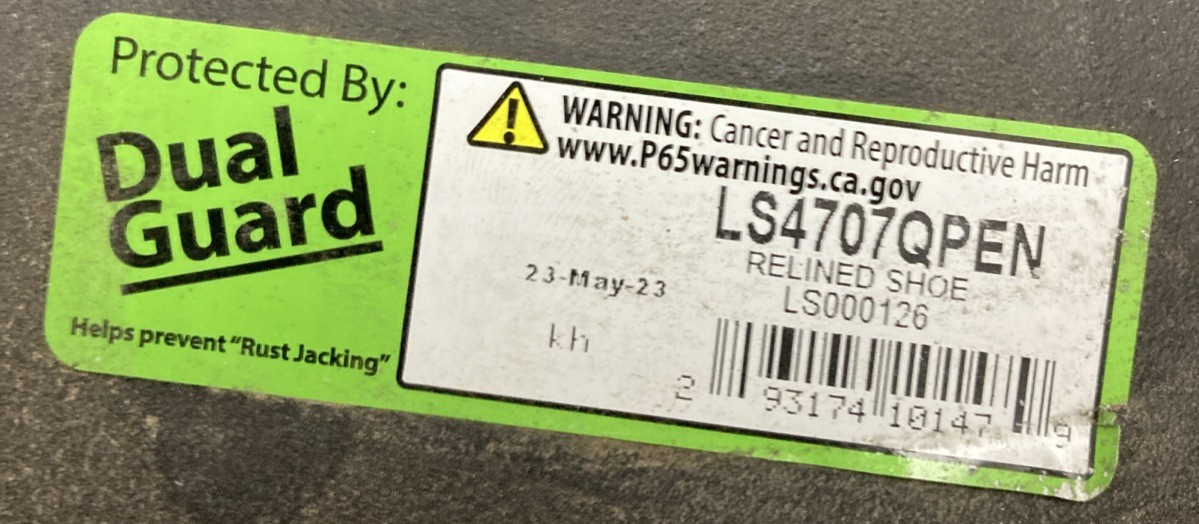 Protected By:
Dual
Guard
Helps prevent "Rust Jacking"
WARNING: Cancer and Reproductive Harm
www.P65warnings.ca.gov
LS4707QPEN
RELINED SHOE
LS000126
23-May-23
kh
2 93174 10147 9